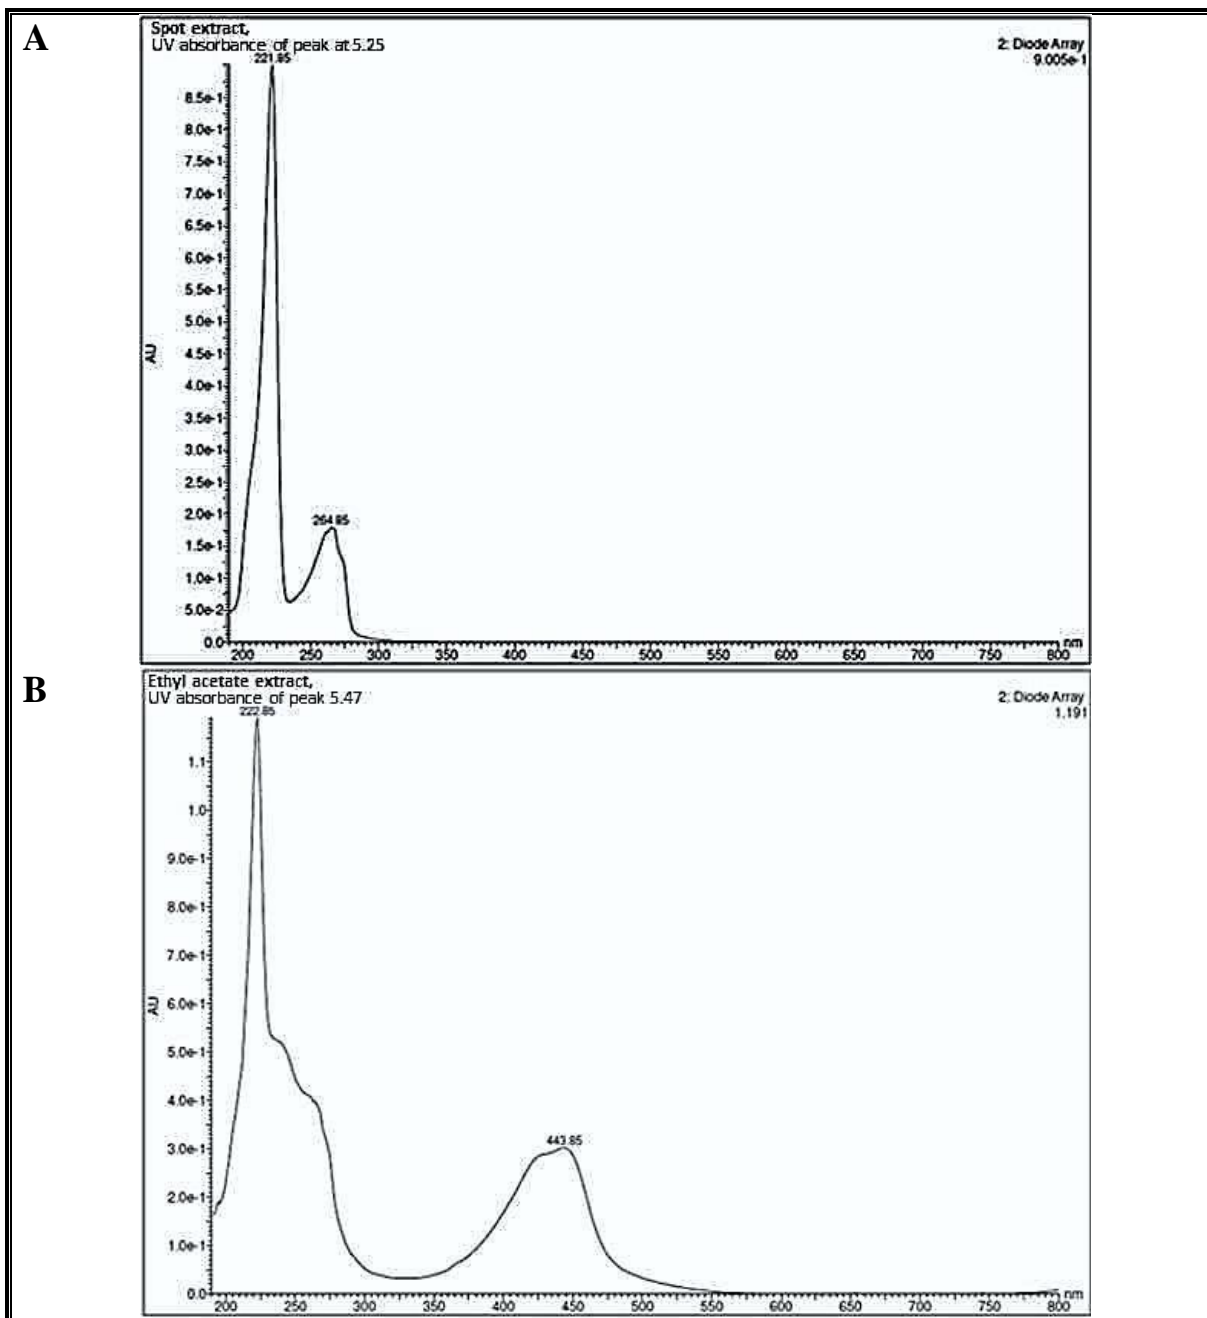 A
Spot extract,
UV absorbance of peak at 5.25
2: Diode Array
9.005e-1
221.85
8.5e-1
8.0e-1
7.5e-1
7.0e-1
6.5e-1
6.0e-1
5.5e-1
5.0e-1
AU
4.5e-1
4.0e-1
3.5e-1
3.0e-1
2.5e-1
2.0e-1
264.85
1.5e-1
1.0e-1
5.0e-2
0.0
200 250 300 350 400 450 500 550 600 650 700 750 800 nm
B
Ethyl acetate extract,
UV absorbance of peak 5.47
2: Diode Array
1.191
222.85
1.1
1.0
9.0e-1
8.0e-1
7.0e-1
AU
6.0e-1
5.0e-1
4.0e-1
3.0e-1
443.85
2.0e-1
1.0e-1
0.0
200 250 300 350 400 450 500 550 600 650 700 750 800 nm